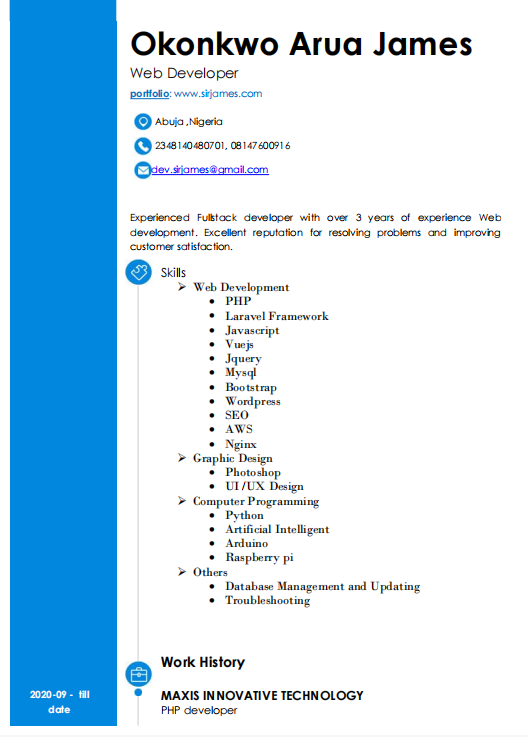 Okonkwo Arua James
Web Developer
portfolio: www.sirjames.com
Abuja ,Nigeria
2348140480701, 08147600916
dev.sirjames@gmail.com
Experienced Fullstack developer with over 3 years of experience Web
development. Excellent reputation for resolving problems and improving
customer satisfaction.
Skills
➢ Web Development
• PHP
• Laravel Framework
• Javascript
• Vuejs
• Jquery
• Mysql
• Bootstrap
• Wordpress
• SEO
• AWS
• Nginx
➢ Graphic Design
• Photoshop
• UI /UX Design
➢ Computer Programming
• Python
• Artificial Intelligent
• Arduino
• Raspberry pi
➢ Others
• Database Management and Updating
• Troubleshooting
Work History
2020-09 - till
date
MAXIS INNOVATIVE TECHNOLOGY
PHP developer